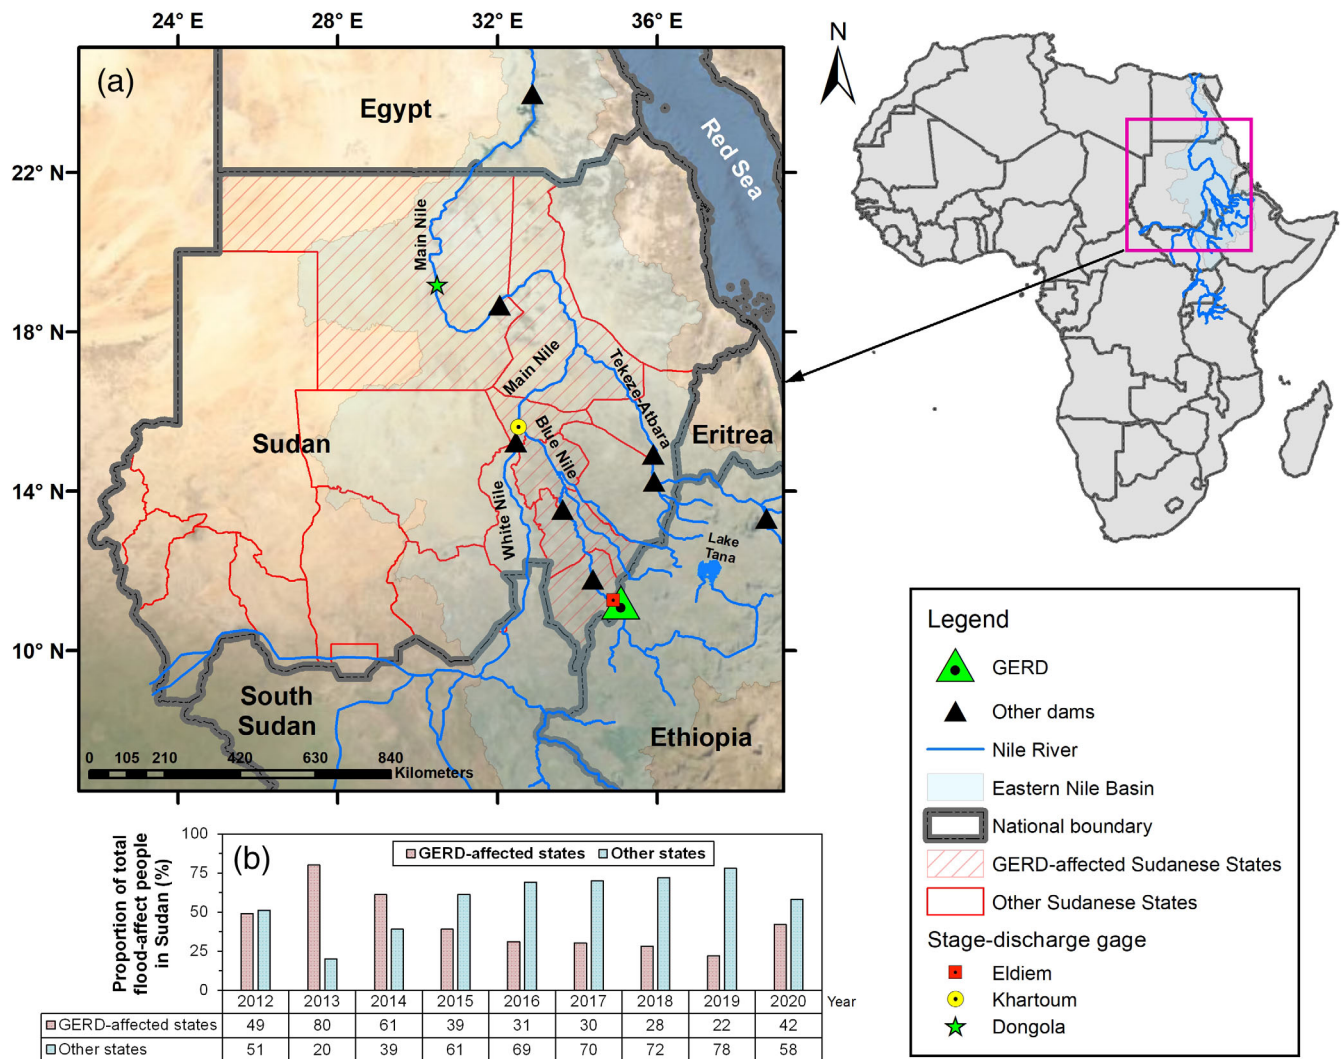 24° E 28° E 32° E 36° E
(a)
Egypt
Red Sea
N
22° N
Main Nile
18° N
Main Nile
Tekeze-Atbara
Sudan
Blue Nile
Eritrea
14° N
White Nile
Lake
Tana
10° N
South
Sudan
Ethiopia
0 105 210 420 630 840
Kilometers
24° E 28° E 32° E 36° E
Legend
GERD
Other dams
Nile River
Eastern Nile Basin
National boundary
GERD-affected Sudanese States
Other Sudanese States
Stage-discharge gage
Eldiem
Khartoum
Dongola
(b)
GERD-affected states Other states
Proportion of total
flood-affect people
in Sudan (%)
100
75
50
25
0
2012 2013 2014 2015 2016 2017 2018 2019 2020 Year
GERD-affected states 49 80 61 39 31 30 28 22 42
Other states 51 20 39 61 69 70 72 78 58